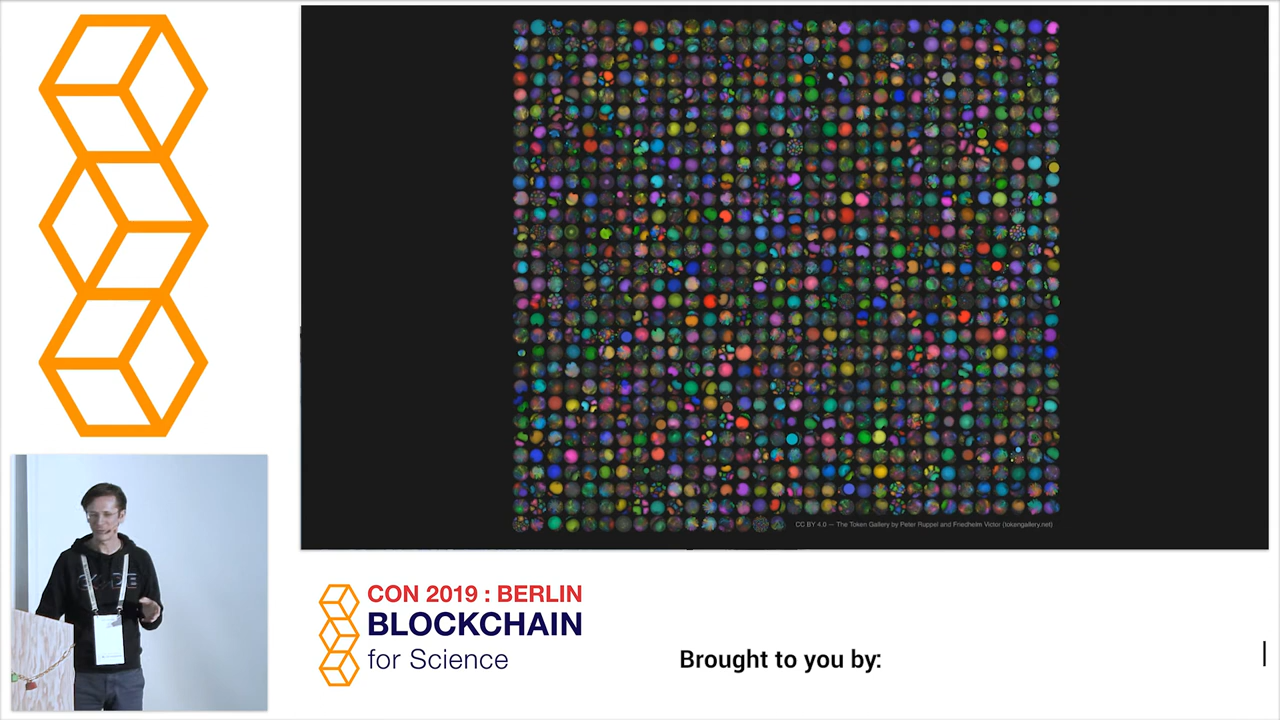 CC BY 4.0 — The Token Gallery by Peter Ruppel and Friedhelm Victor (tokengallery.net)
CODE
CON 2019 : BERLIN
BLOCKCHAIN
for Science
Brought to you by: